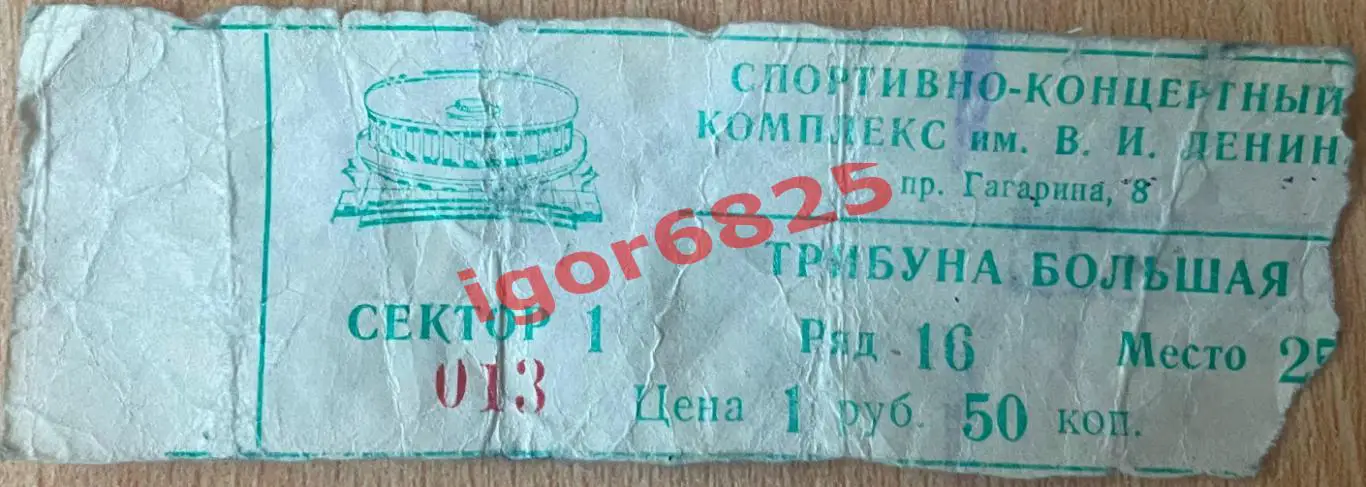 СПОРТИВНО-КОНЦЕРТНЫЙ
КОМПЛЕКС им. В. И. ЛЕНИН
пр. Гагарина, 8
ТРИБУНА БОЛЬШАЯ
СЕКТОР 1 Ряд 16 Место 25
013
Цена 1 руб. 50 коп.
igor6825